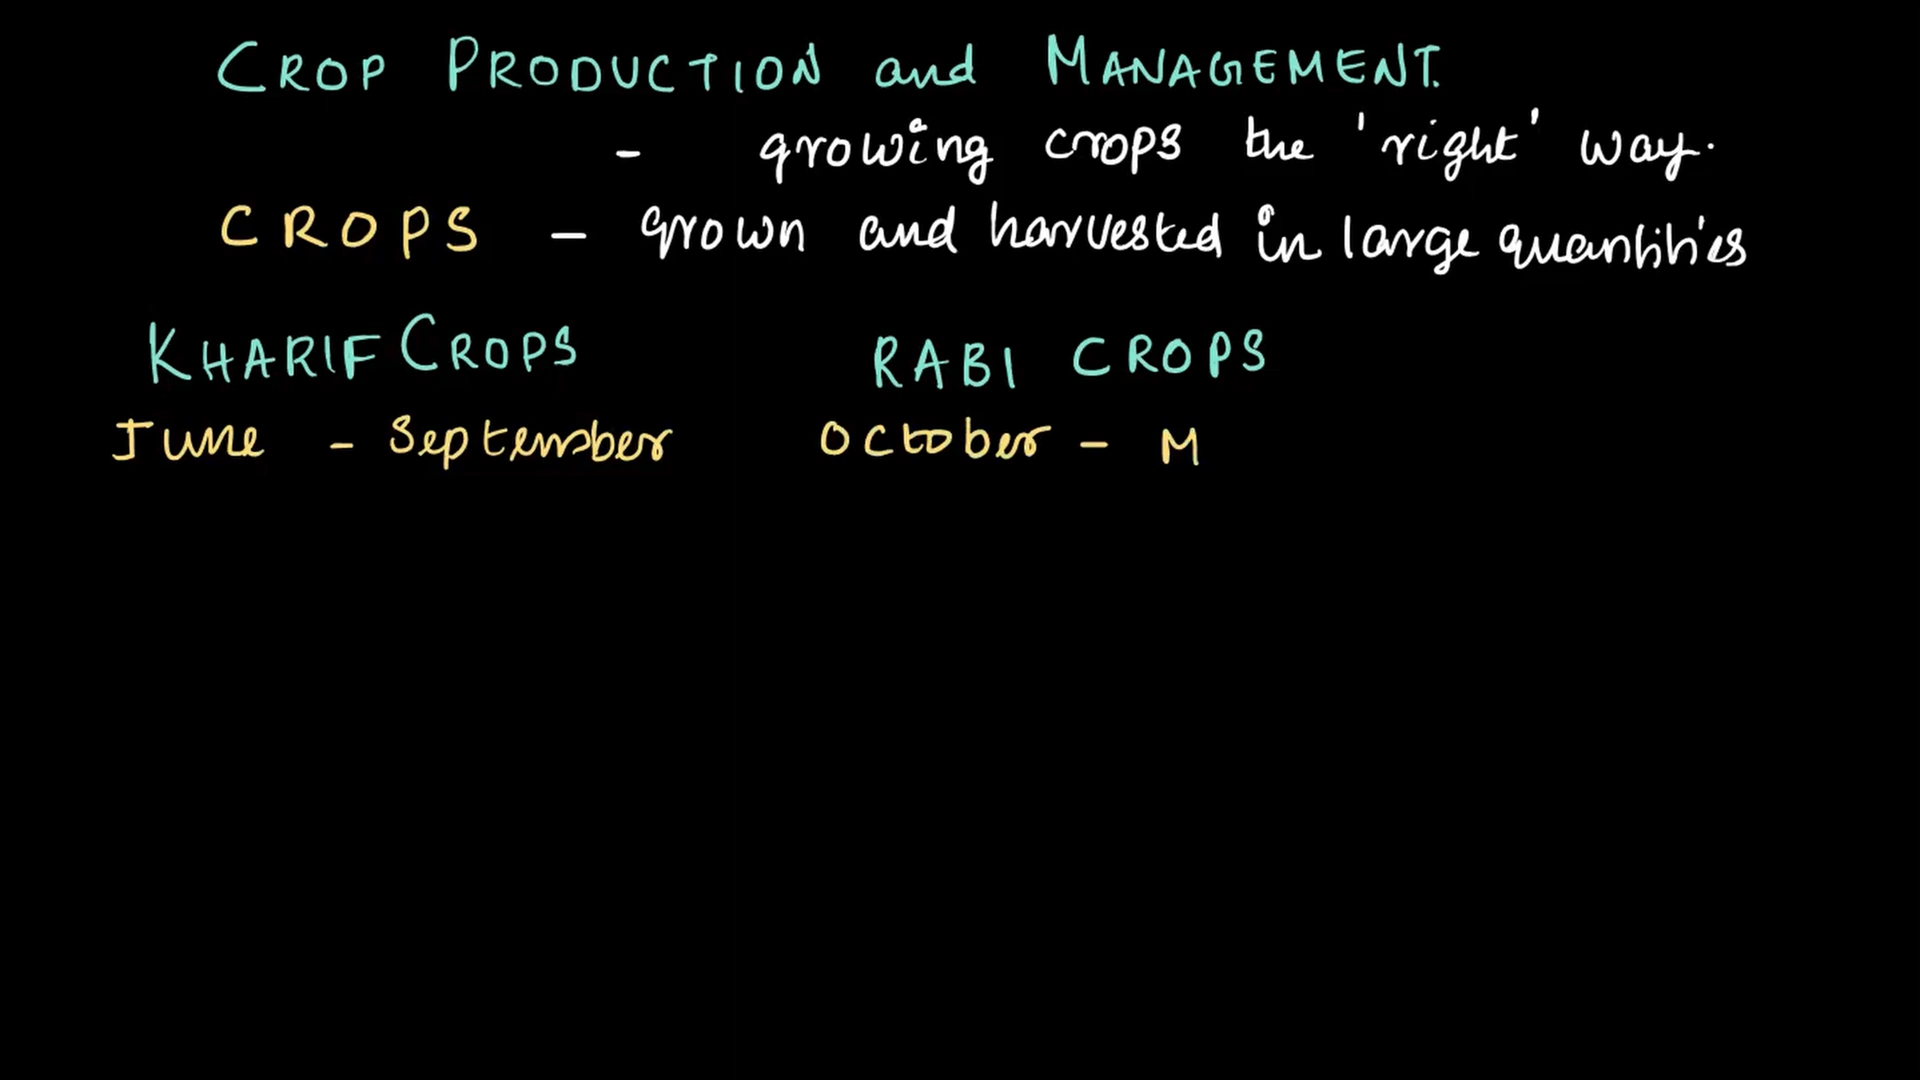 CROP PRODUCTION and MANAGEMENT.
- growing crops the 'right' way.
CROPS - grown and harvested in large quantities
KHARIF CROPS RABI CROPS
June - September October - M